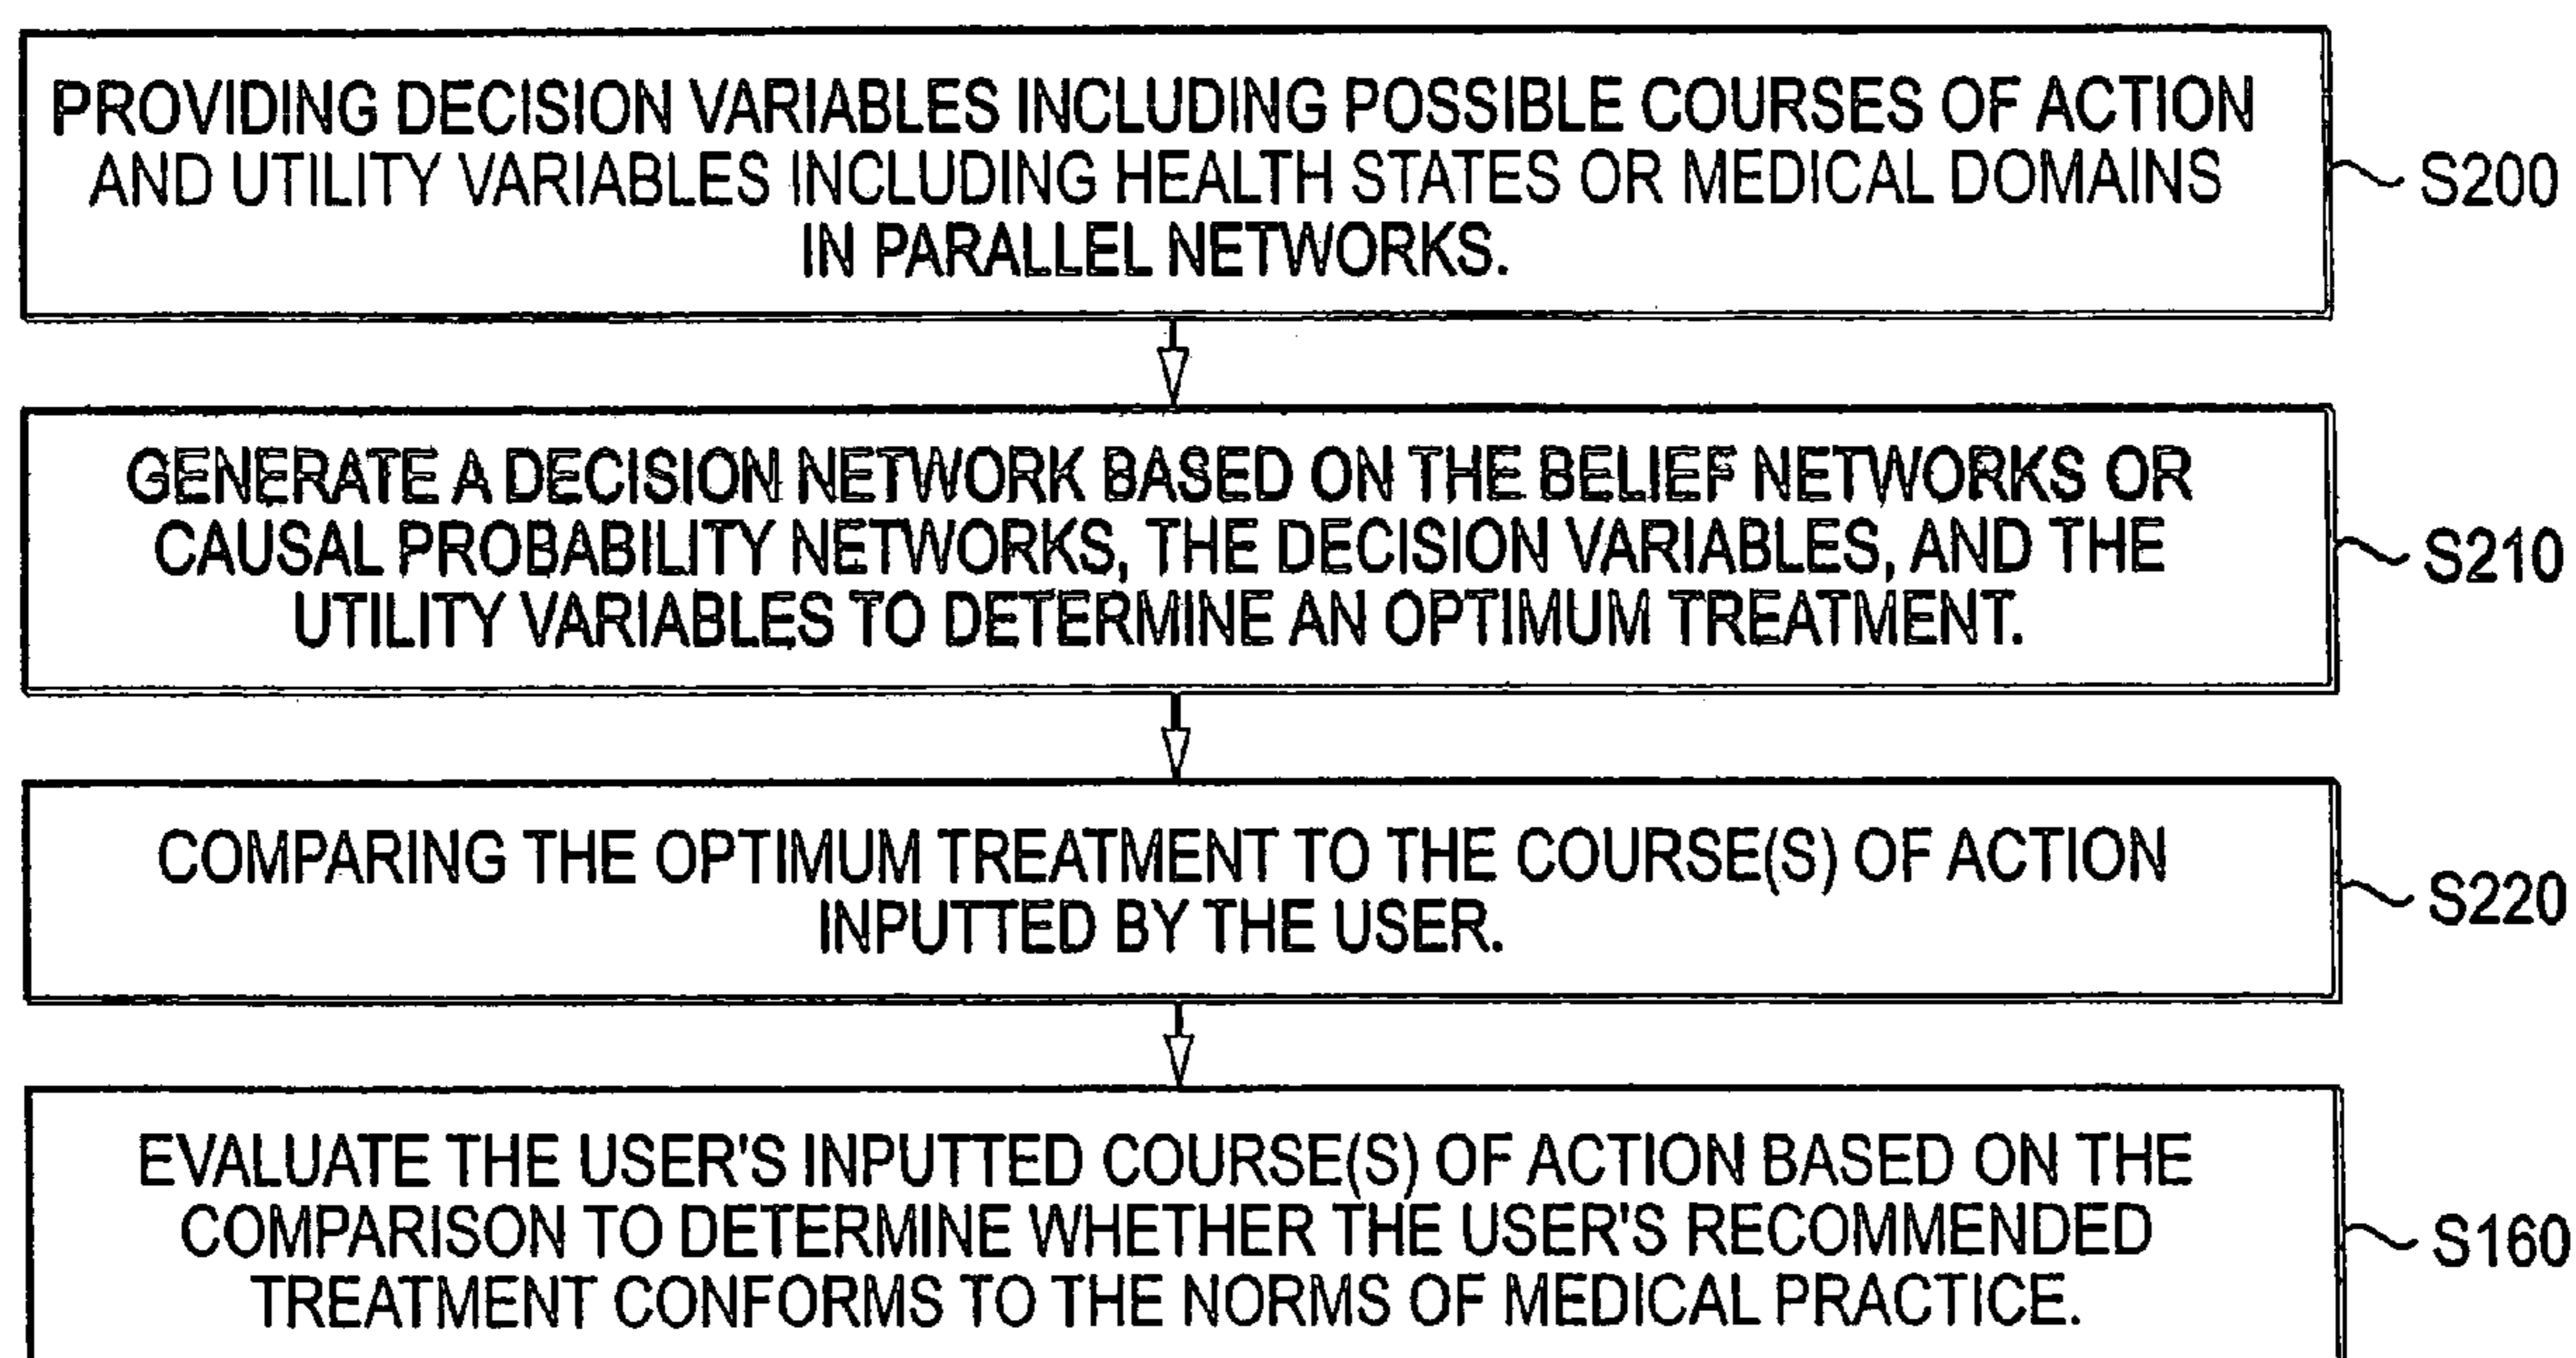 PROVIDING DECISION VARIABLES INCLUDING POSSIBLE COURSES OF ACTION
AND UTILITY VARIABLES INCLUDING HEALTH STATES OR MEDICAL DOMAINS
IN PARALLEL NETWORKS.
S200
GENERATE A DECISION NETWORK BASED ON THE BELIEF NETWORKS OR
CAUSAL PROBABILITY NETWORKS, THE DECISION VARIABLES, AND THE
UTILITY VARIABLES TO DETERMINE AN OPTIMUM TREATMENT.
S210
COMPARING THE OPTIMUM TREATMENT TO THE COURSE(S) OF ACTION
INPUTTED BY THE USER.
S220
EVALUATE THE USER'S INPUTTED COURSE(S) OF ACTION BASED ON THE
COMPARISON TO DETERMINE WHETHER THE USER'S RECOMMENDED
TREATMENT CONFORMS TO THE NORMS OF MEDICAL PRACTICE.
S160